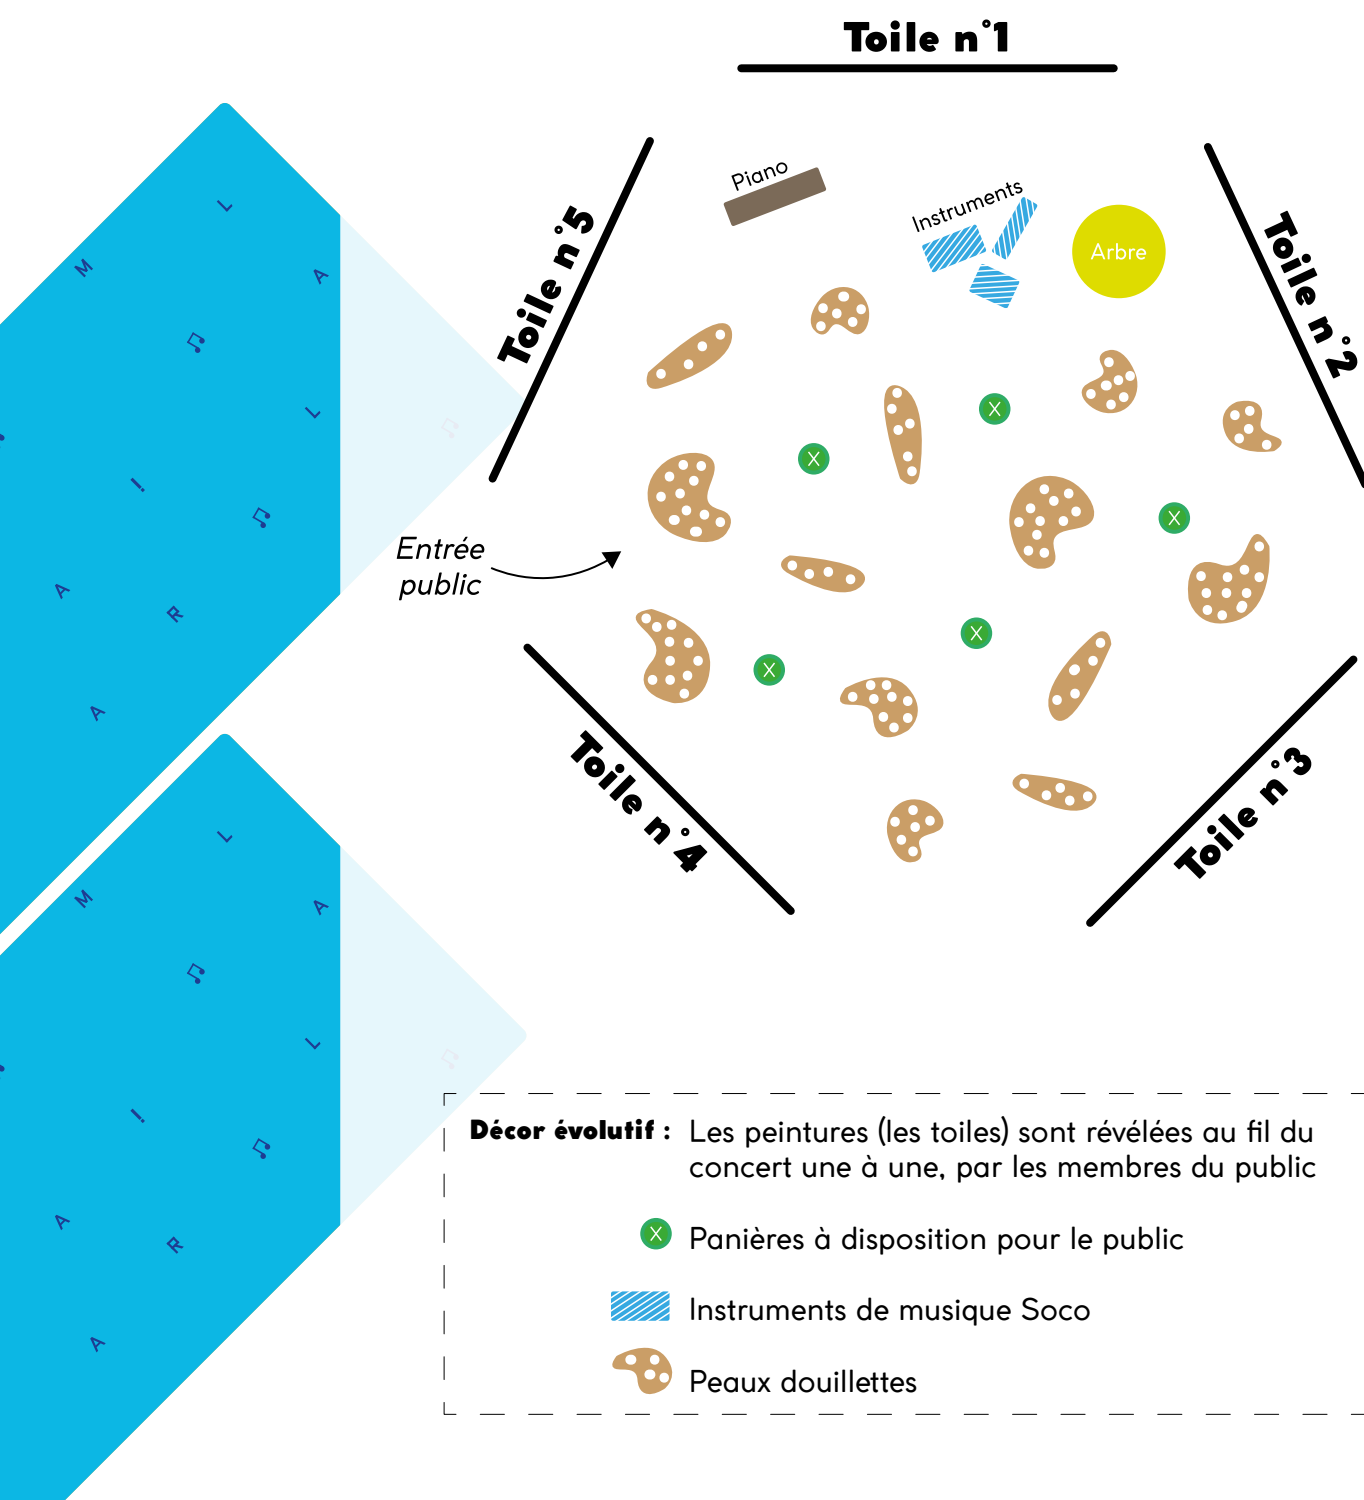 Toile n°1
Piano
Instruments
Arbre
Toile n°5
Toile n°2
Entrée
public
X
X
X
X
X
Toile n°4
Toile n°3
L
M
A
L
!
A
R
A
L
M
A
L
!
A
R
A
Décor évolutif : Les peintures (les toiles) sont révélées au fil du
concert une à une, par les membres du public
X Panières à disposition pour le public
Instruments de musique Soco
Peaux douillettes